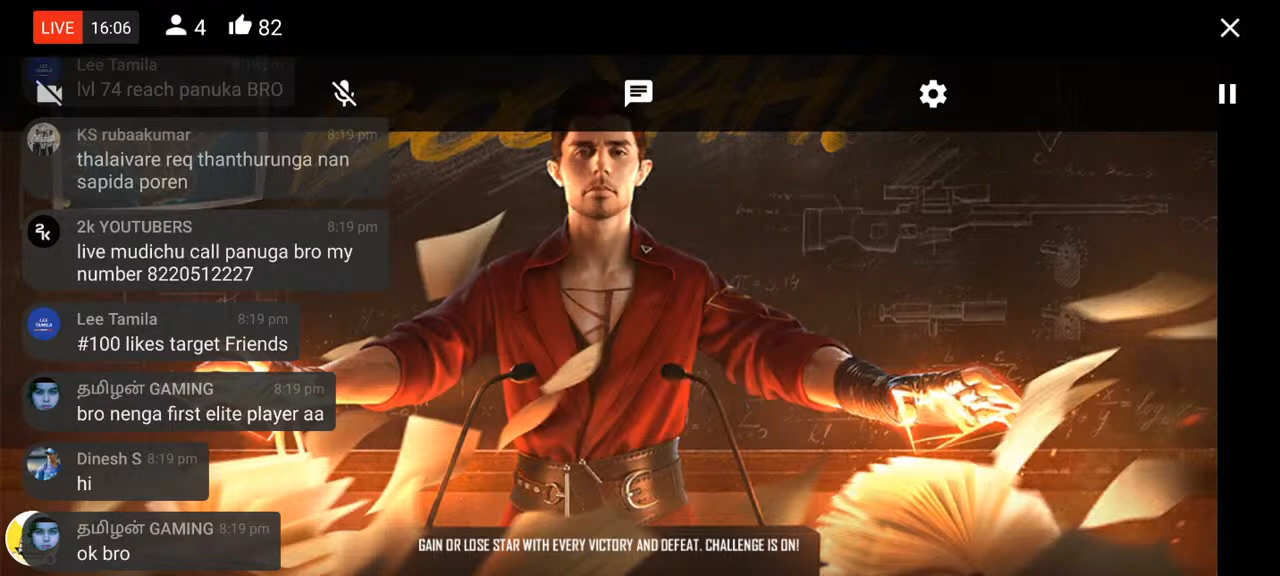 LIVE 16:06 4 82
Lee Tamila
lvl 74 reach panuka BRO
KS rubaakumar 8:19 pm
thalaivare req thanthurunga nan
sapida poren
2k YOUTUBERS 8:19 pm
live mudichu call panuga bro my
number 8220512227
Lee Tamila 8:19 pm
#100 likes target Friends
தமிழன் GAMING 8:19 pm
bro nenga first elite player aa
Dinesh S 8:19 pm
hi
தமிழன் GAMING 8:19 pm
ok bro
GAIN OR LOSE STAR WITH EVERY VICTORY AND DEFEAT. CHALLENGE IS ON!